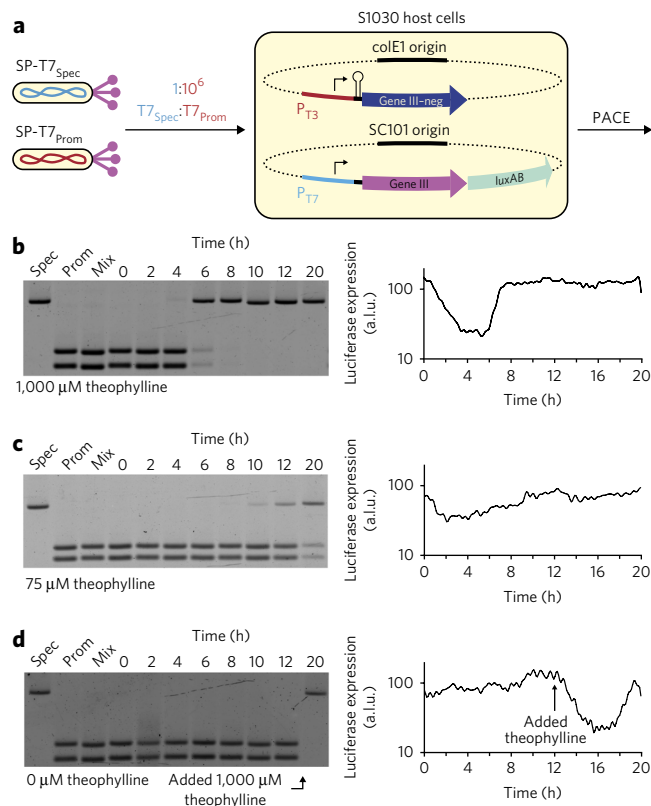 a
S1030 host cells
SP-T7Spec
SP-T7Prom
1:10⁶
T7Spec:T7Prom
colE1 origin
PT3
Gene III–neg
SC101 origin
PT7
Gene III
luxAB
PACE
b
Time (h)
Spec Prom Mix 0 2 4 6 8 10 12 20
1,000 µM theophylline
Luciferase expression
(a.l.u.)
100
10
0 4 8 12 16 20
Time (h)
c
Time (h)
Spec Prom Mix 0 2 4 6 8 10 12 20
75 µM theophylline
Luciferase expression
(a.l.u.)
100
10
0 4 8 12 16 20
Time (h)
d
Time (h)
Spec Prom Mix 0 2 4 6 8 10 12 20
0 µM theophylline
Added 1,000 µM
theophylline
Luciferase expression
(a.l.u.)
100
10
Added
theophylline
0 4 8 12 16 20
Time (h)